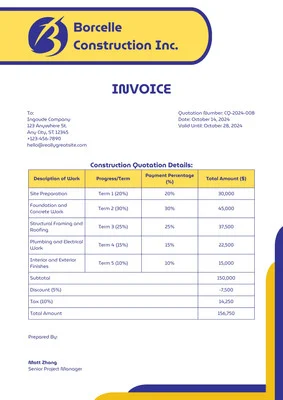 Borcelle
Construction Inc.
INVOICE
To:
Ingoude Company
123 Anywhere St.
Any City, ST 12345
+123-456-7890
hello@reallygreatsite.com
Quotation Number: CQ-2024-008
Date: October 14, 2024
Valid Until: October 28, 2024
Construction Quotation Details:
Desciption of Work Progress/Term Payment Percentage (%) Total Amount ($)
Site Preparation Term 1 (20%) 20% 30,000
Foundation and Concrete Work Term 2 (30%) 30% 45,000
Structural Framing and Roofing Term 3 (25%) 25% 37,500
Plumbing and Electrical Work Term 4 (15%) 15% 22,500
Interior and Exterior Finishes Term 5 (10%) 10% 15,000
Subtotal 150,000
Discount (5%) -7,500
Tax (10%) 14,250
Total Amount 156,750
Prepared By:
Matt Zhang
Senior Project Manager